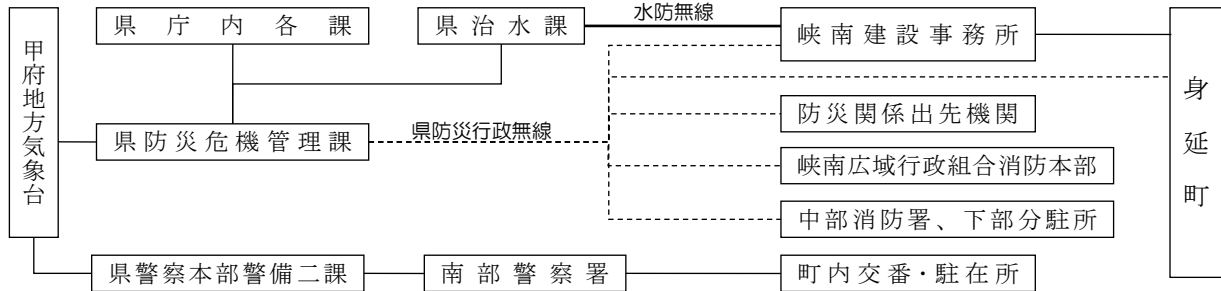 甲府地方気象台
県庁内各課
県治水課
水防無線
峡南建設事務所
身延町
防災関係出先機関
県防災危機管理課
県防災行政無線
峡南広域行政組合消防本部
中部消防署、下部分駐所
県警察本部警備二課
南部警察署
町内交番・駐在所